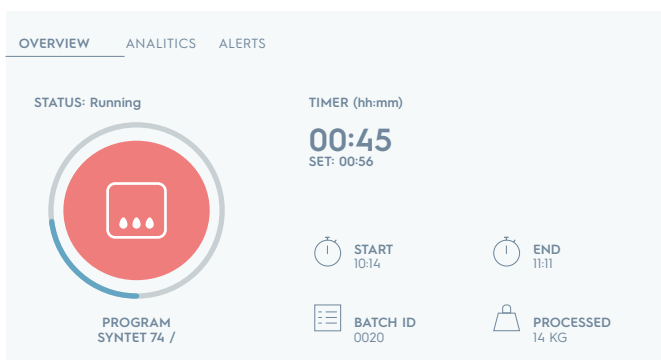 OVERVIEW ANALITICS ALERTS
STATUS: Running
TIMER (hh:mm)
00:45
SET: 00:56
START
10:14
END
11:11
BATCH ID
0020
PROCESSED
14 KG
PROGRAM
SYNTET 74 /